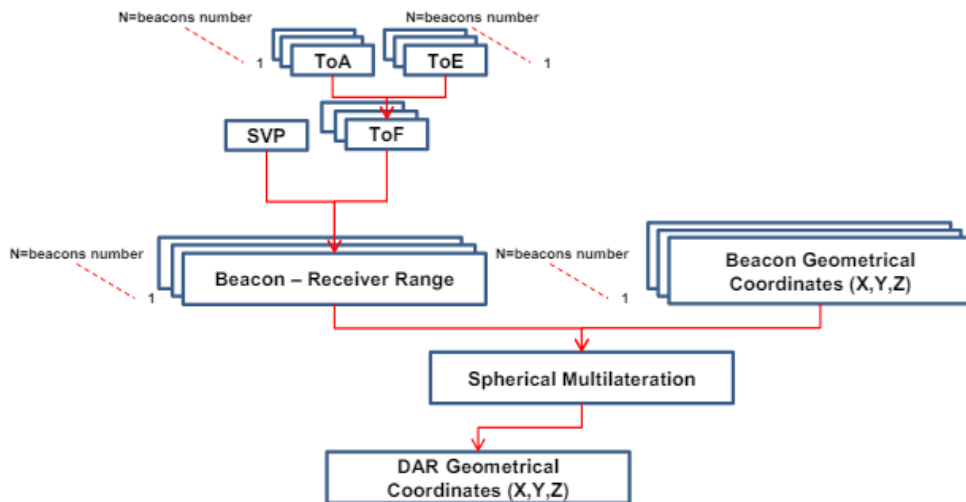 N=beacons number
N=beacons number
1
ToA
ToE
1
SVP
ToF
N=beacons number
1
Beacon – Receiver Range
N=beacons number
1
Beacon Geometrical
Coordinates (X,Y,Z)
Spherical Multilateration
DAR Geometrical
Coordinates (X,Y,Z)